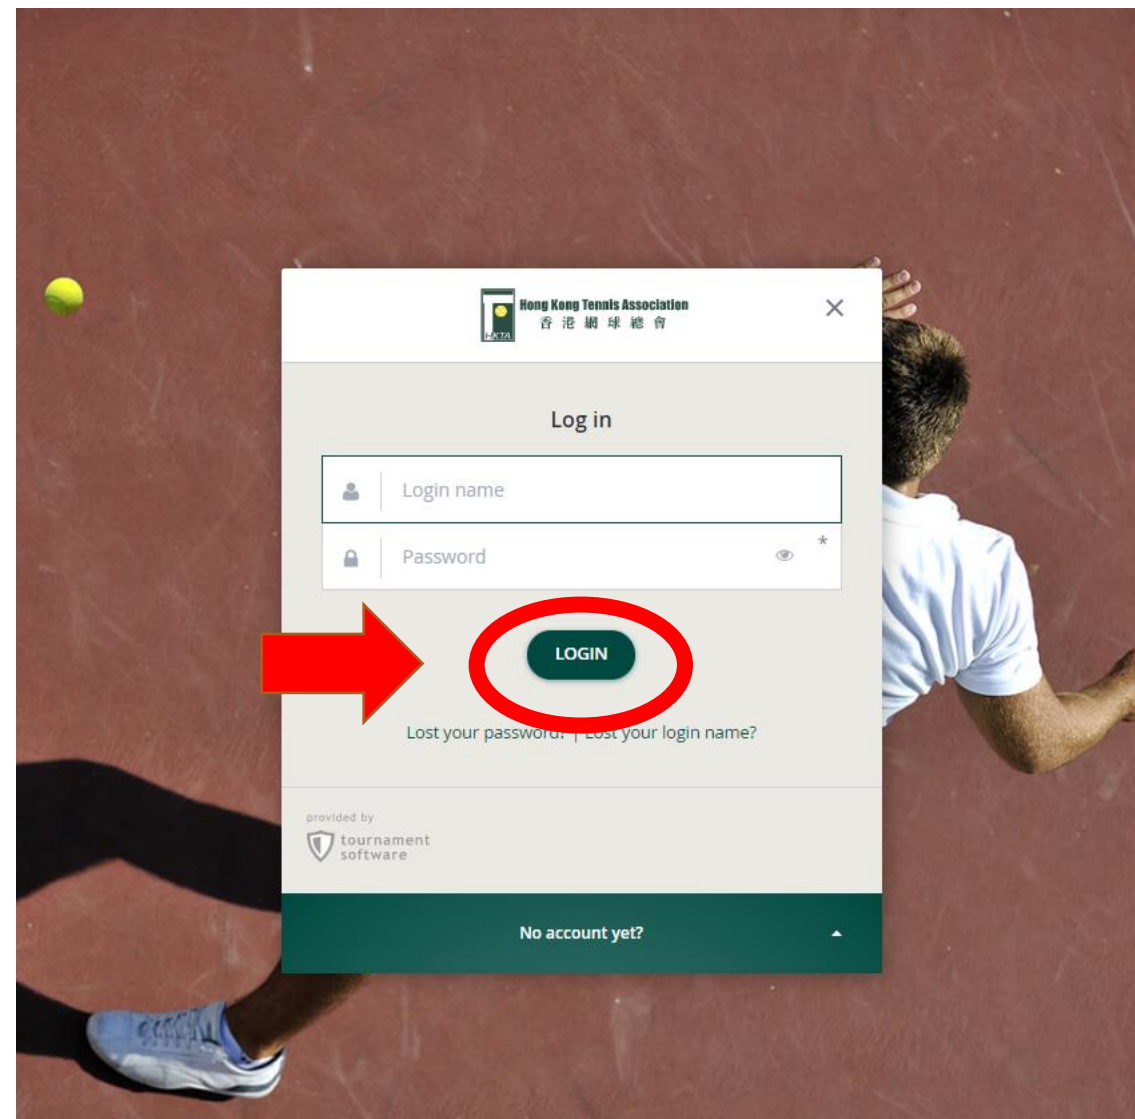 Hong Kong Tennis Association
香港網球總會
HKTA
Log in
Login name
Password *
LOGIN
Lost your password? | Lost your login name?
provided by
tournament
software
No account yet?